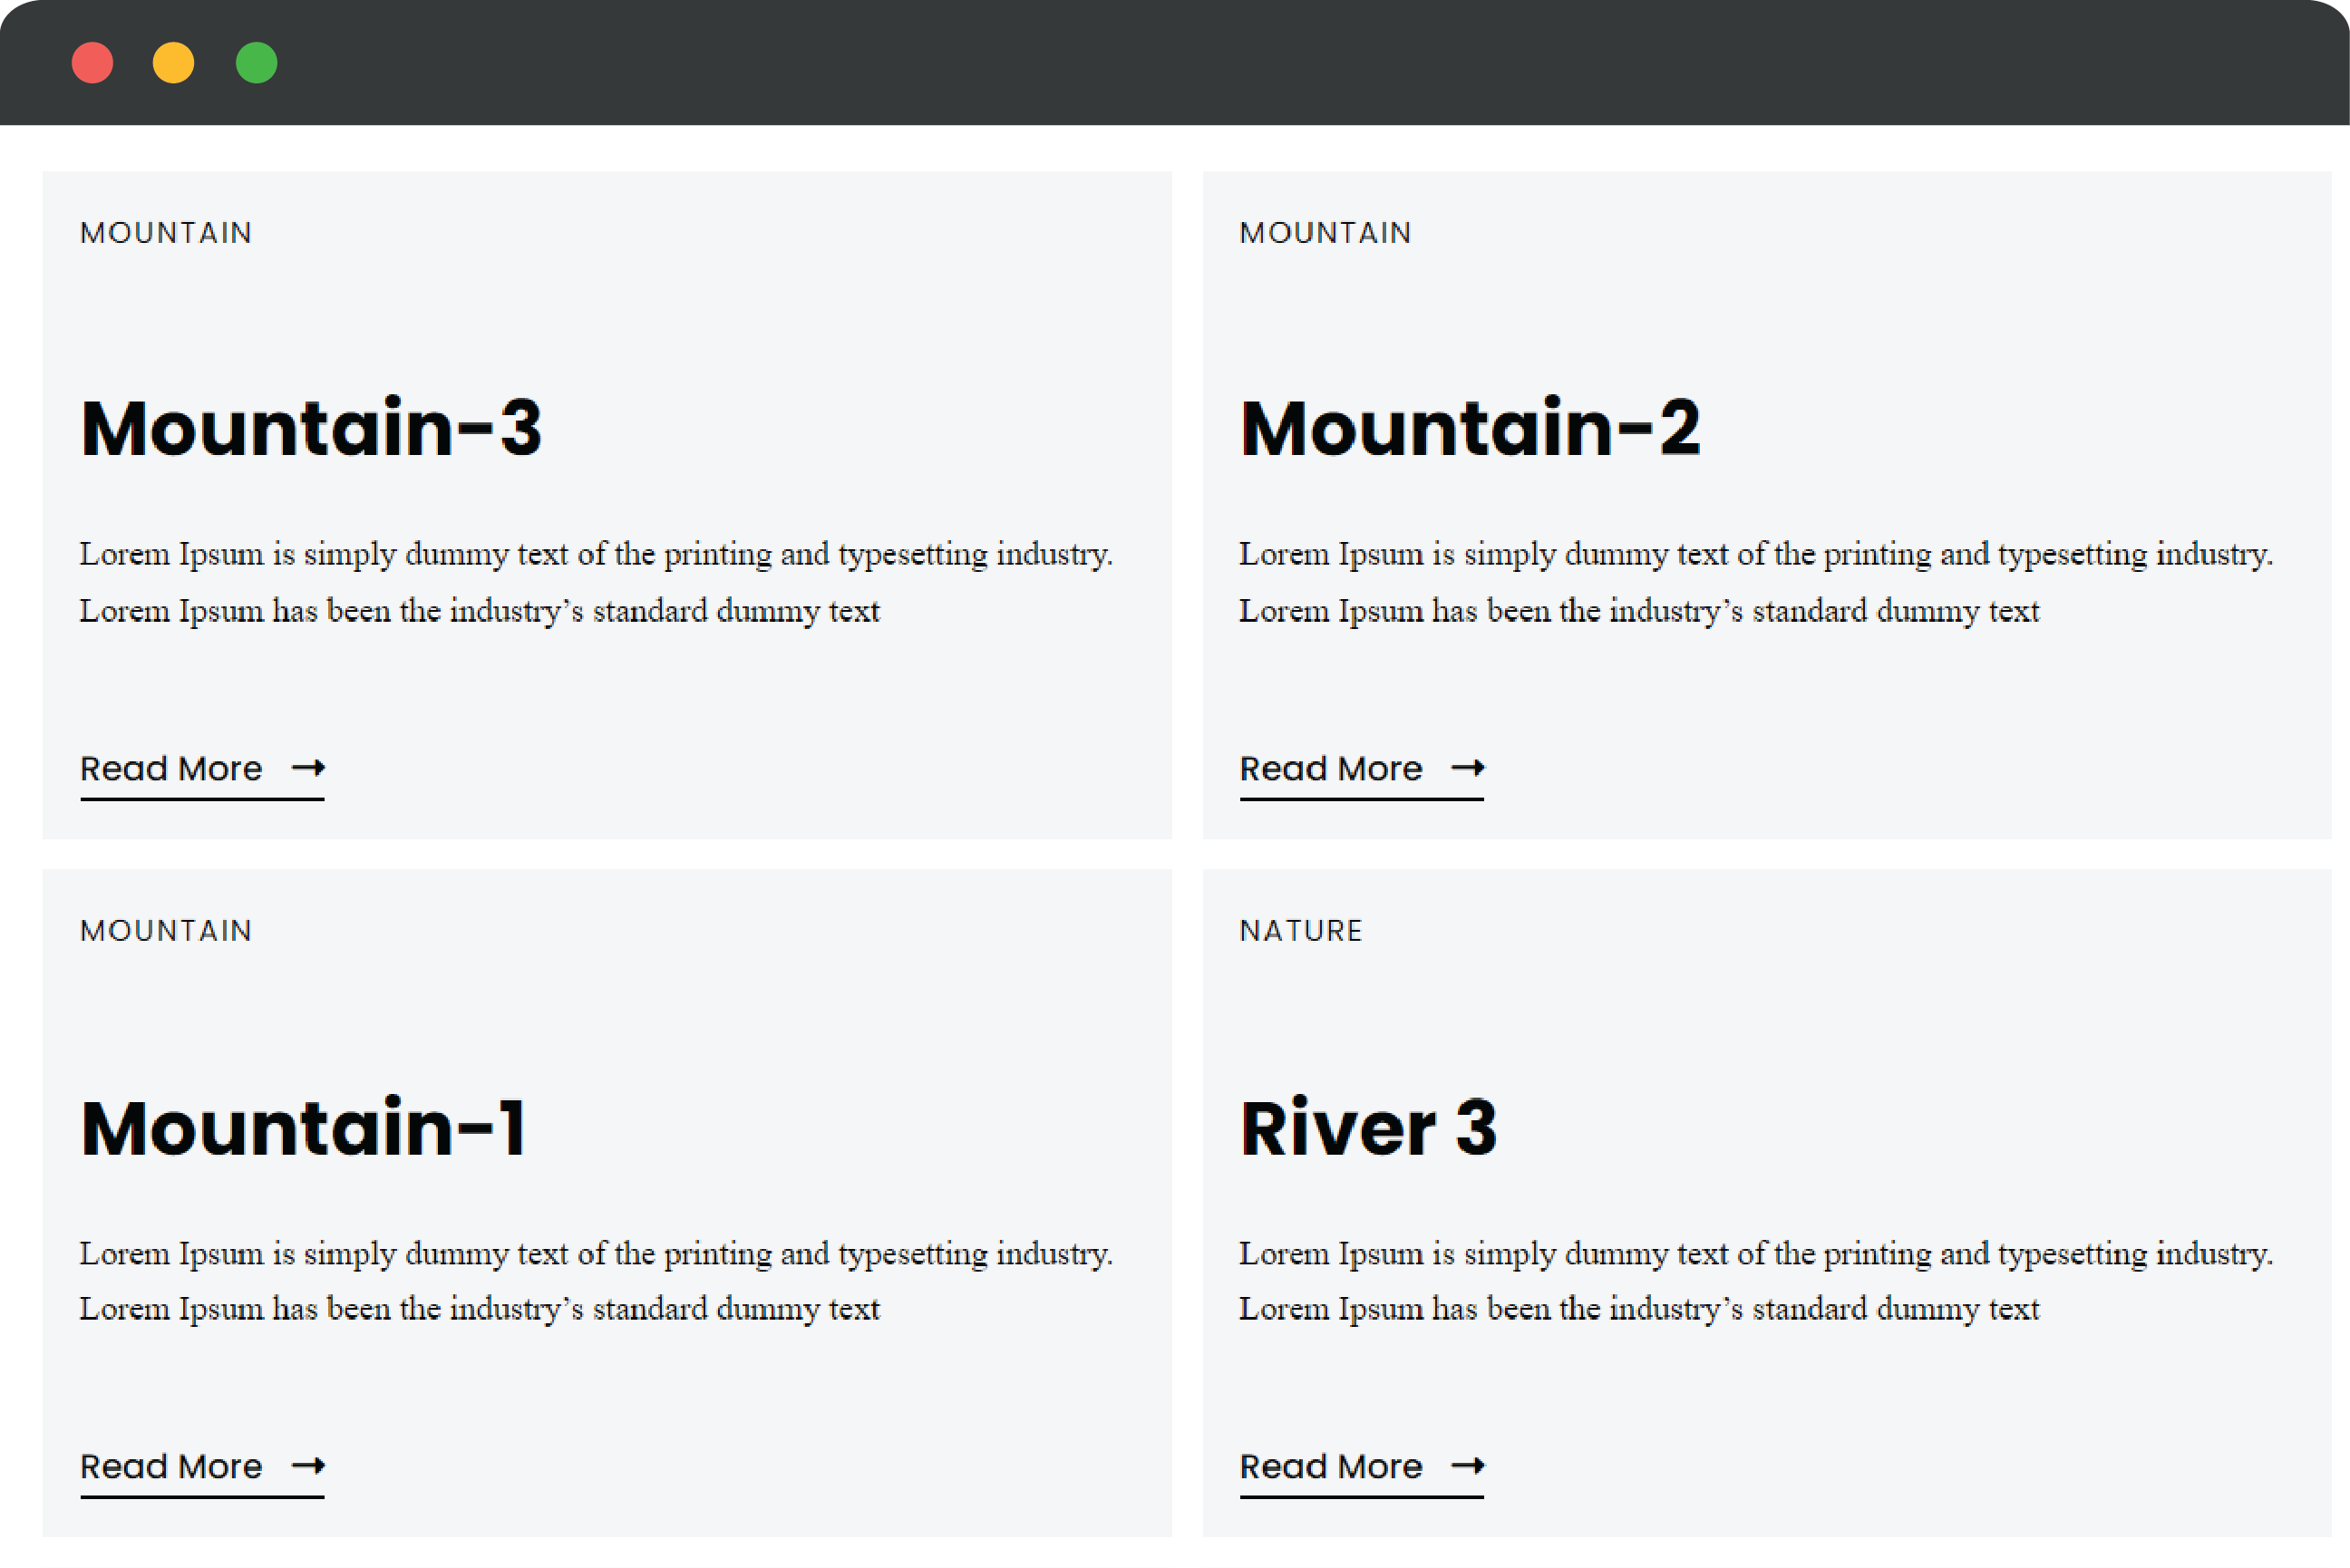 MOUNTAIN
Mountain-3
Lorem Ipsum is simply dummy text of the printing and typesetting industry.
Lorem Ipsum has been the industry’s standard dummy text
Read More →
MOUNTAIN
Mountain-2
Lorem Ipsum is simply dummy text of the printing and typesetting industry.
Lorem Ipsum has been the industry’s standard dummy text
Read More →
MOUNTAIN
Mountain-1
Lorem Ipsum is simply dummy text of the printing and typesetting industry.
Lorem Ipsum has been the industry’s standard dummy text
Read More →
NATURE
River 3
Lorem Ipsum is simply dummy text of the printing and typesetting industry.
Lorem Ipsum has been the industry’s standard dummy text
Read More →